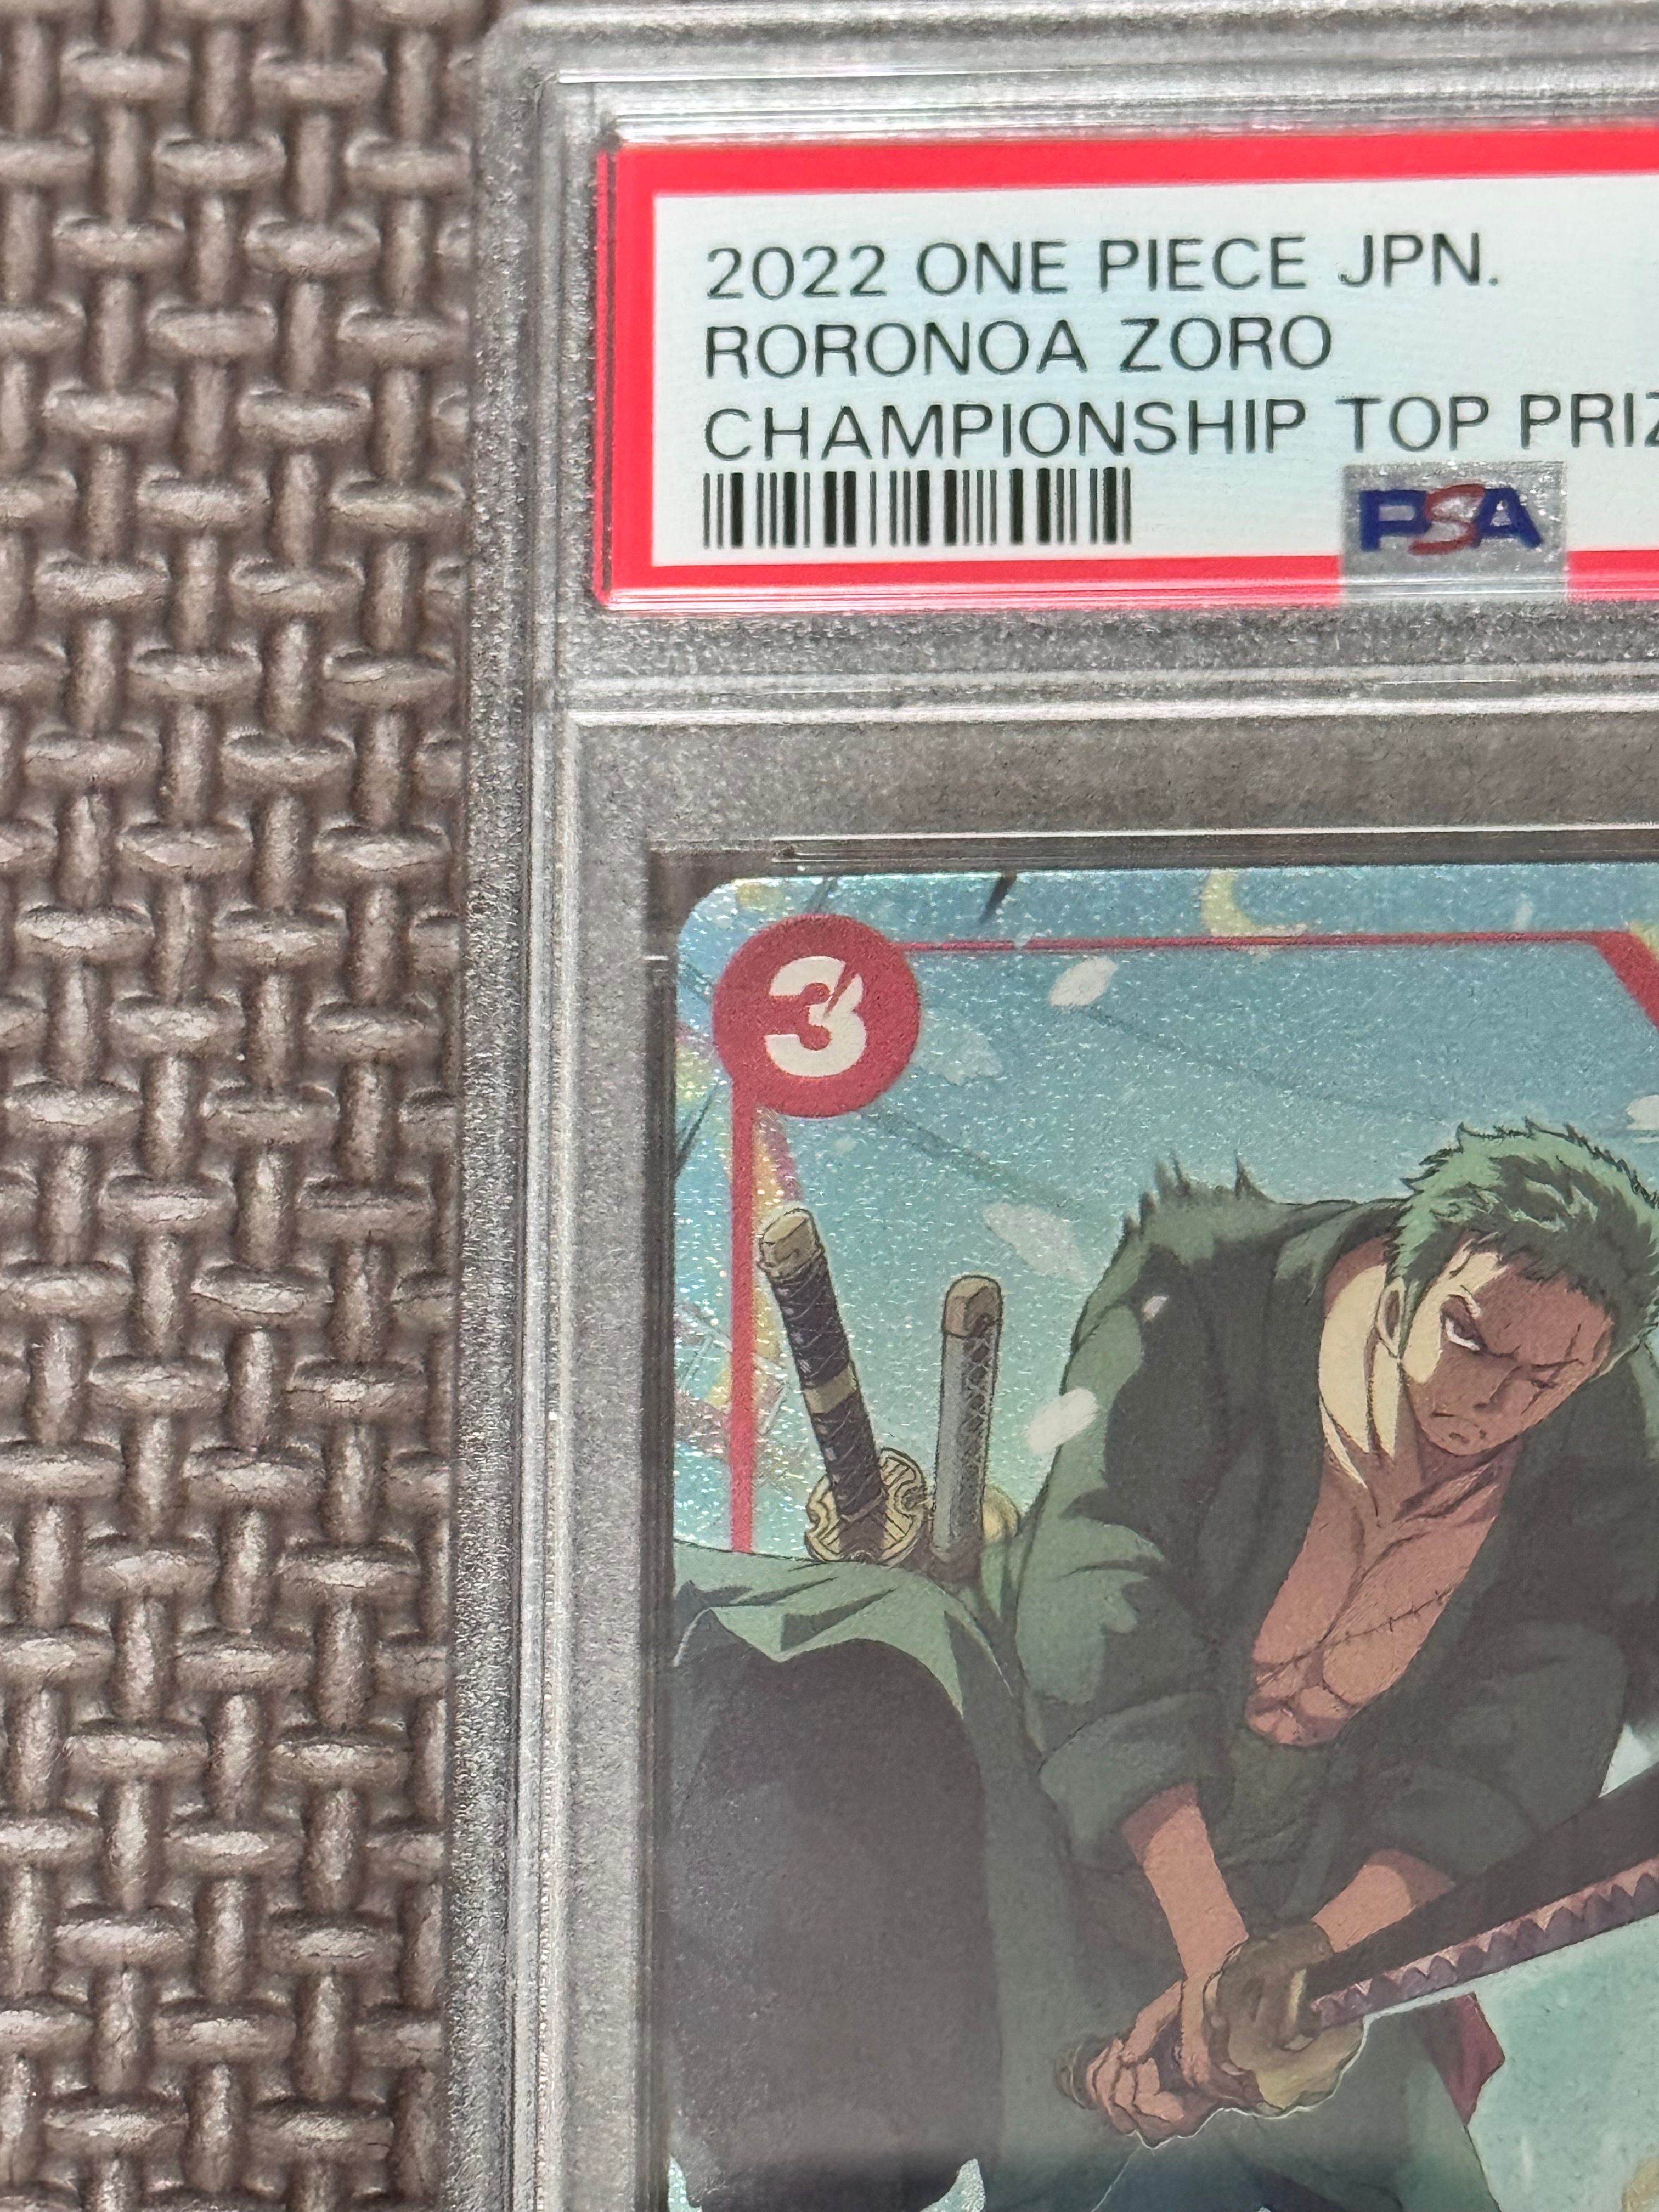 2022 ONE PIECE JPN.
RORONOA ZORO
CHAMPIONSHIP TOP PRIZ
PSA
3